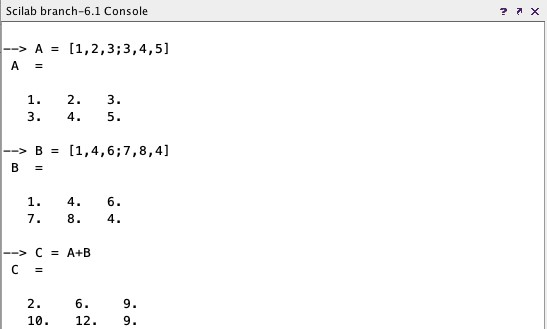 Scilab branch-6.1 Console ? ↗ ✕
--> A = [1,2,3;3,4,5]
A =
1. 2. 3.
3. 4. 5.
--> B = [1,4,6;7,8,4]
B =
1. 4. 6.
7. 8. 4.
--> C = A+B
C =
2. 6. 9.
10. 12. 9.